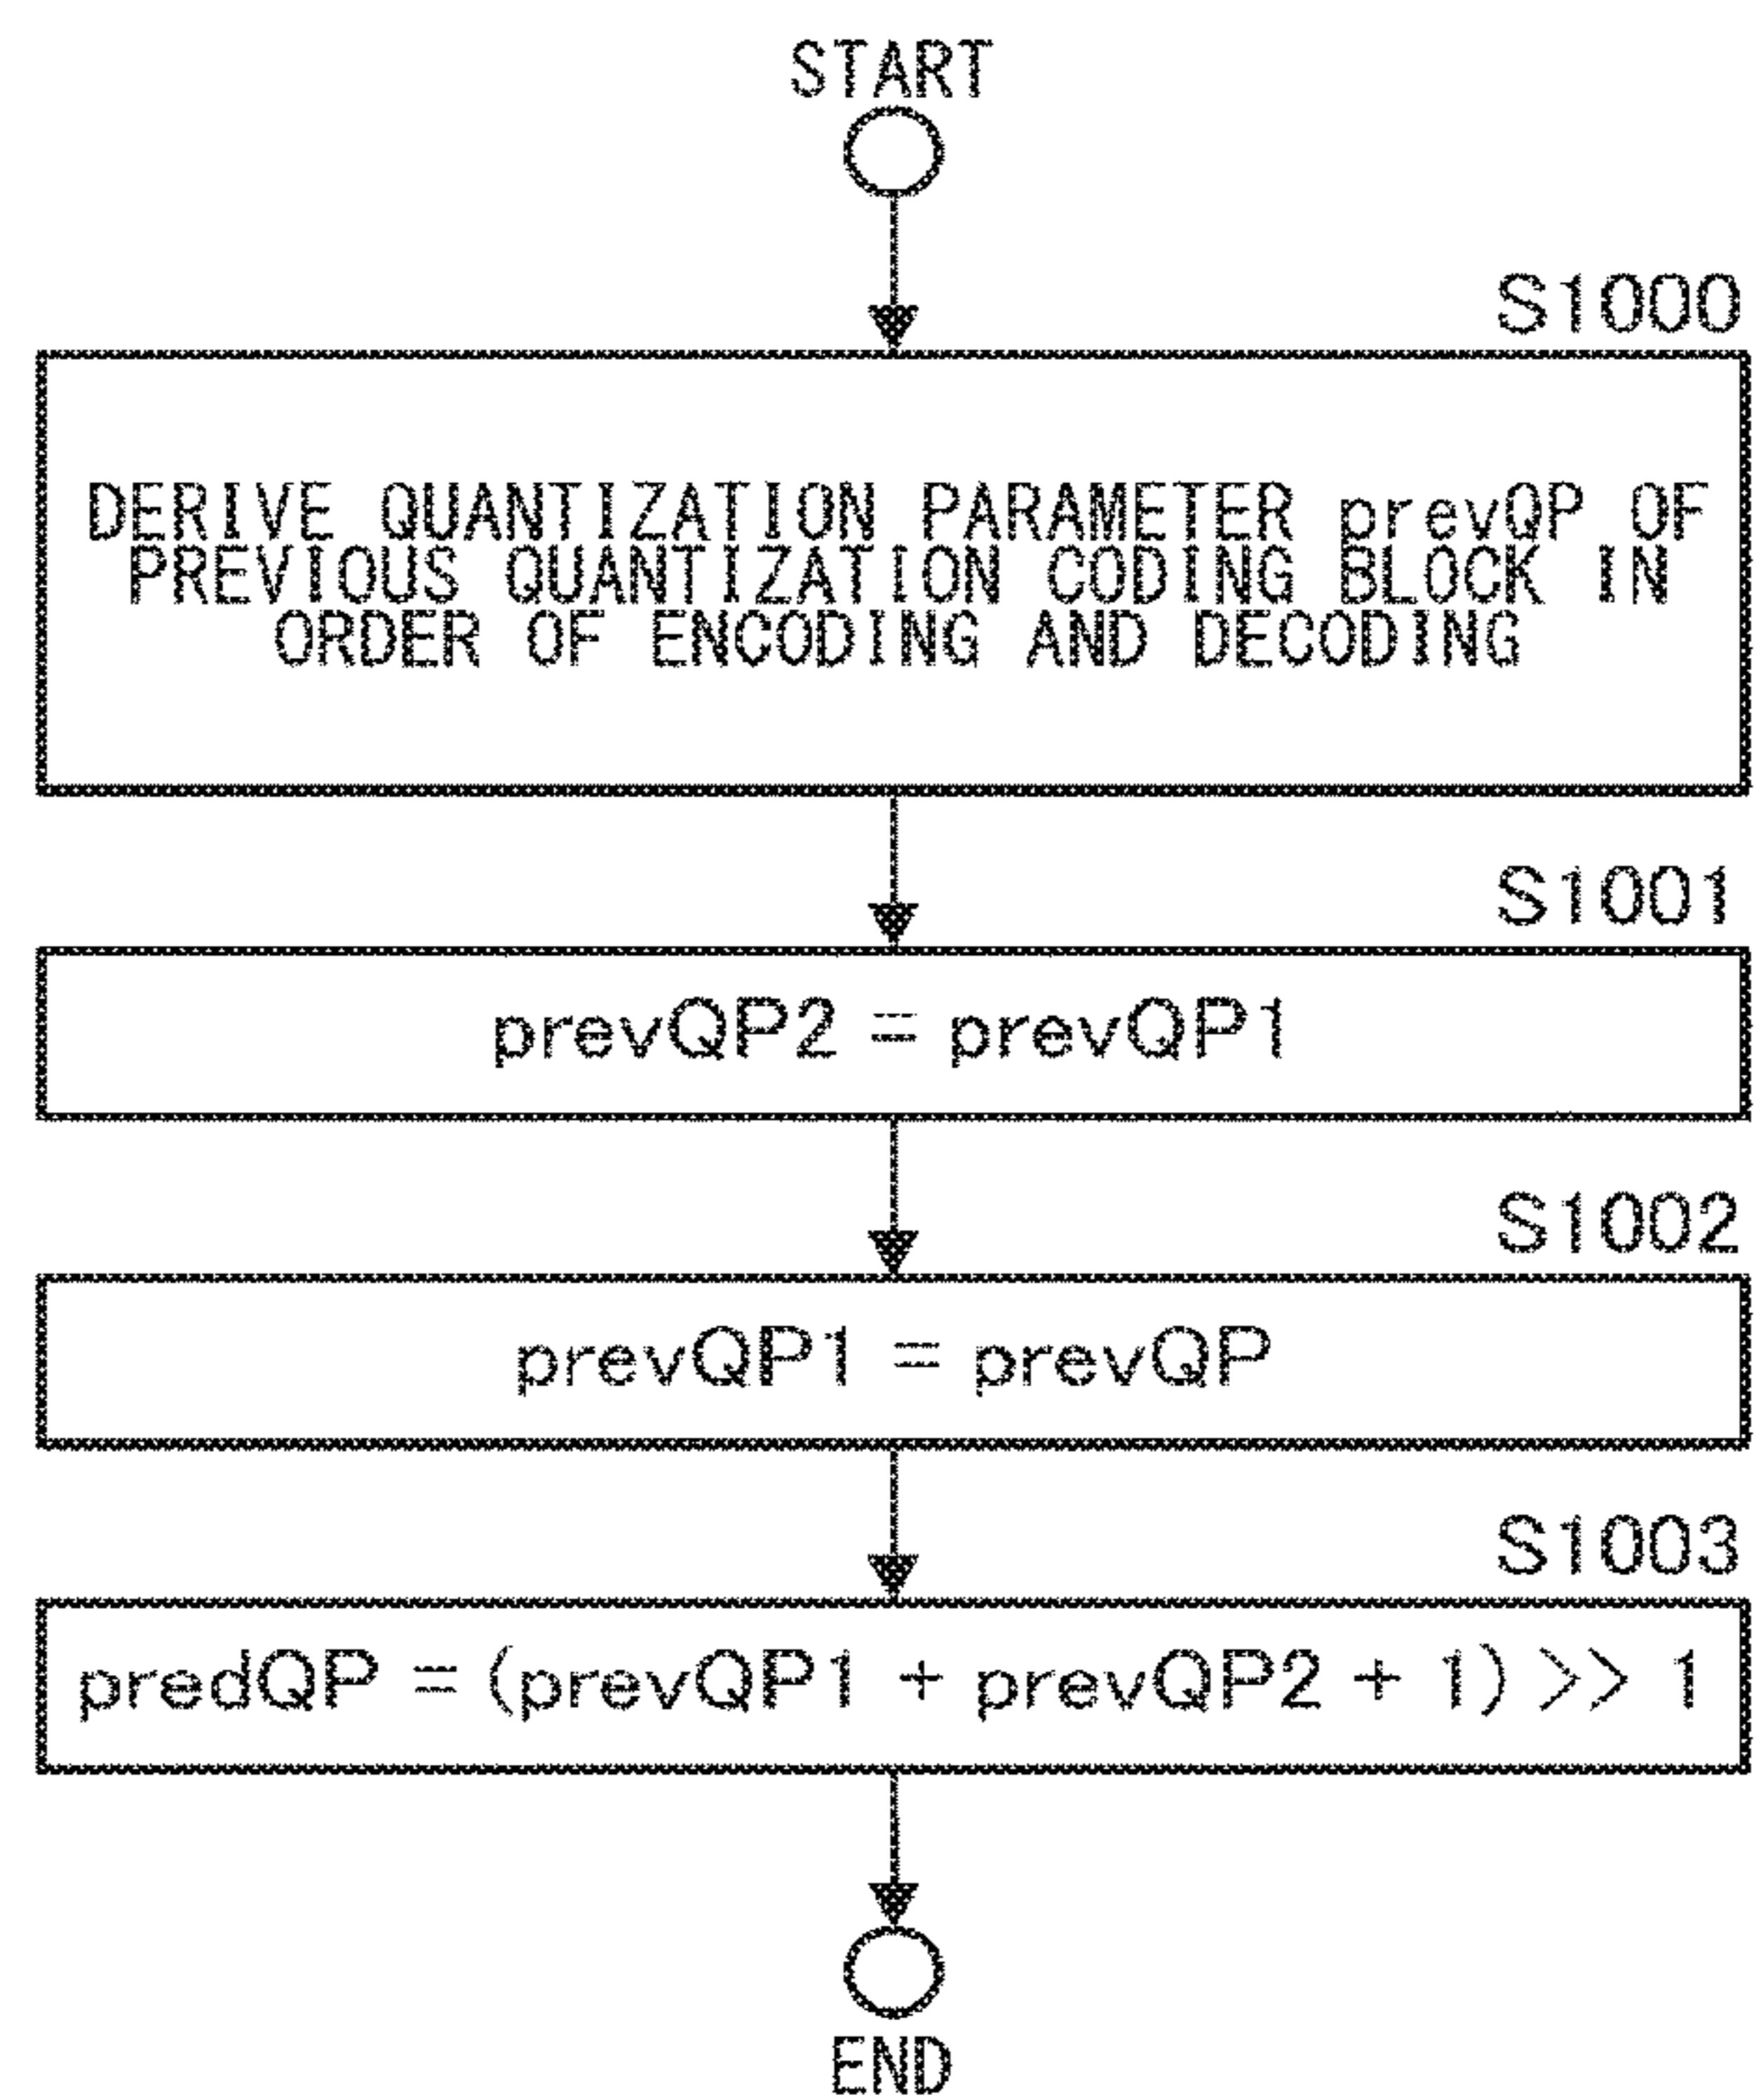 START
S1000
DERIVE QUANTIZATION PARAMETER prevQP OF
PREVIOUS QUANTIZATION CODING BLOCK IN
ORDER OF ENCODING AND DECODING
S1001
prevQP2 = prevQP1
S1002
prevQP1 = prevQP
S1003
predQP = (prevQP1 + prevQP2 + 1) >> 1
END